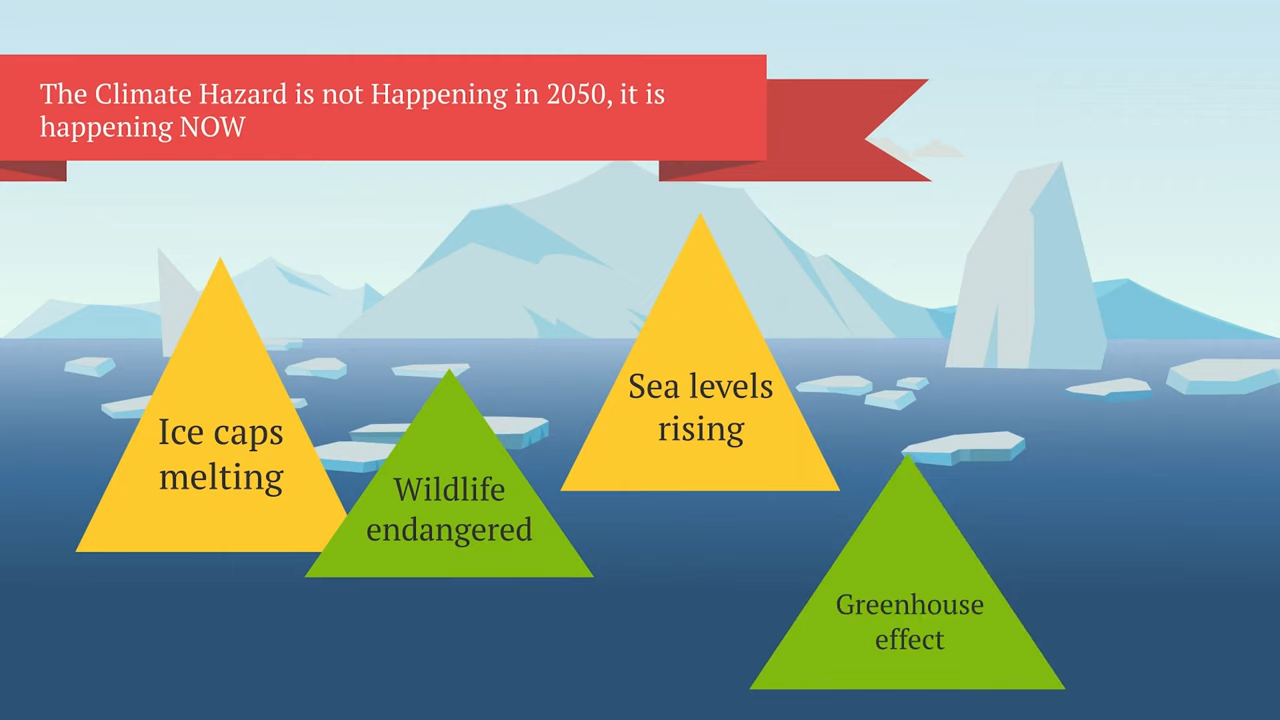 The Climate Hazard is not Happening in 2050, it is
happening NOW
Ice caps
melting
Wildlife
endangered
Sea levels
rising
Greenhouse
effect